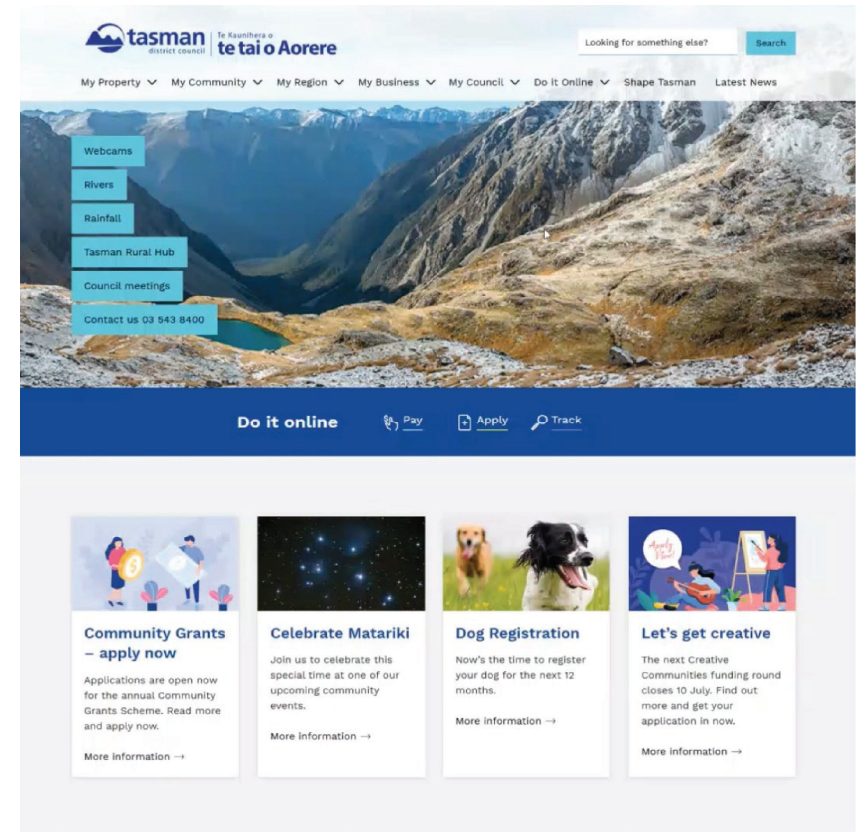 tasman
district council
Te Kaunihera o
te tai o Aorere
Looking for something else?
Search
My Property
My Community
My Region
My Business
My Council
Do it Online
Shape Tasman
Latest News
Webcams
Rivers
Rainfall
Tasman Rural Hub
Council meetings
Contact us 03 543 8400
Do it online
Pay
Apply
Track
Community Grants
– apply now
Applications are open now
for the annual Community
Grants Scheme. Read more
and apply now.
More information →
Celebrate Matariki
Join us to celebrate this
special time at one of our
upcoming community
events.
More information →
Dog Registration
Now's the time to register
your dog for the next 12
months.
More information →
Apply
Now!
Let's get creative
The next Creative
Communities funding round
closes 10 July. Find out
more and get your
application in now.
More information →